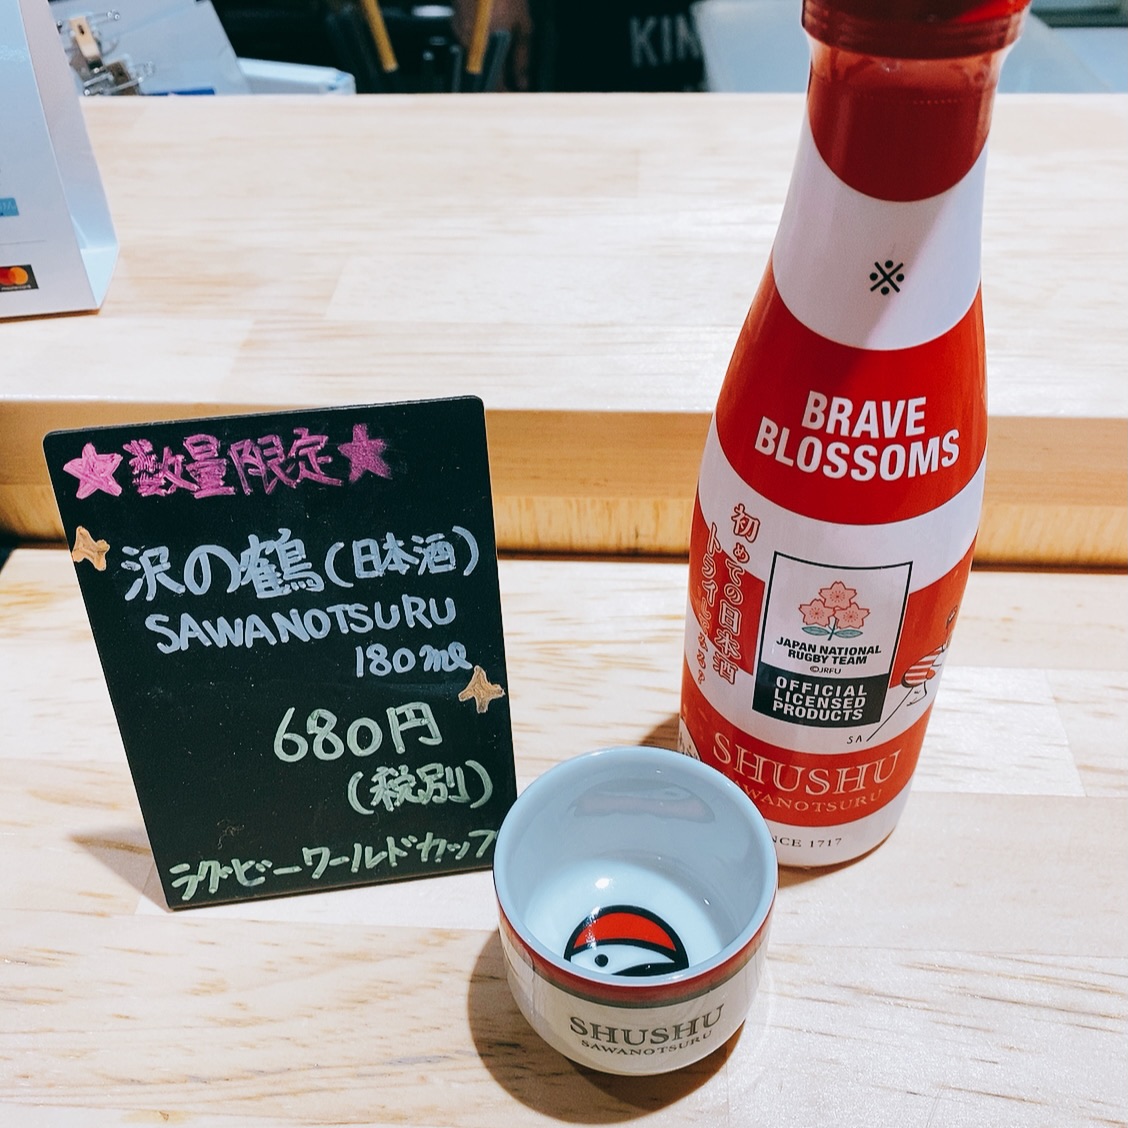 KIN
★数量限定★
沢の鶴(日本酒)
SAWANOTSURU
180ml
680円
(税別)
ラグビーワールドカップ
※
BRAVE
BLOSSOMS
初めての日本酒
JAPAN NATIONAL
RUGBY TEAM
©JRFU
OFFICIAL
LICENSED
PRODUCTS
SHUSHU
SAWANOTSURU
1717
SHUSHU
SAWANOTSURU